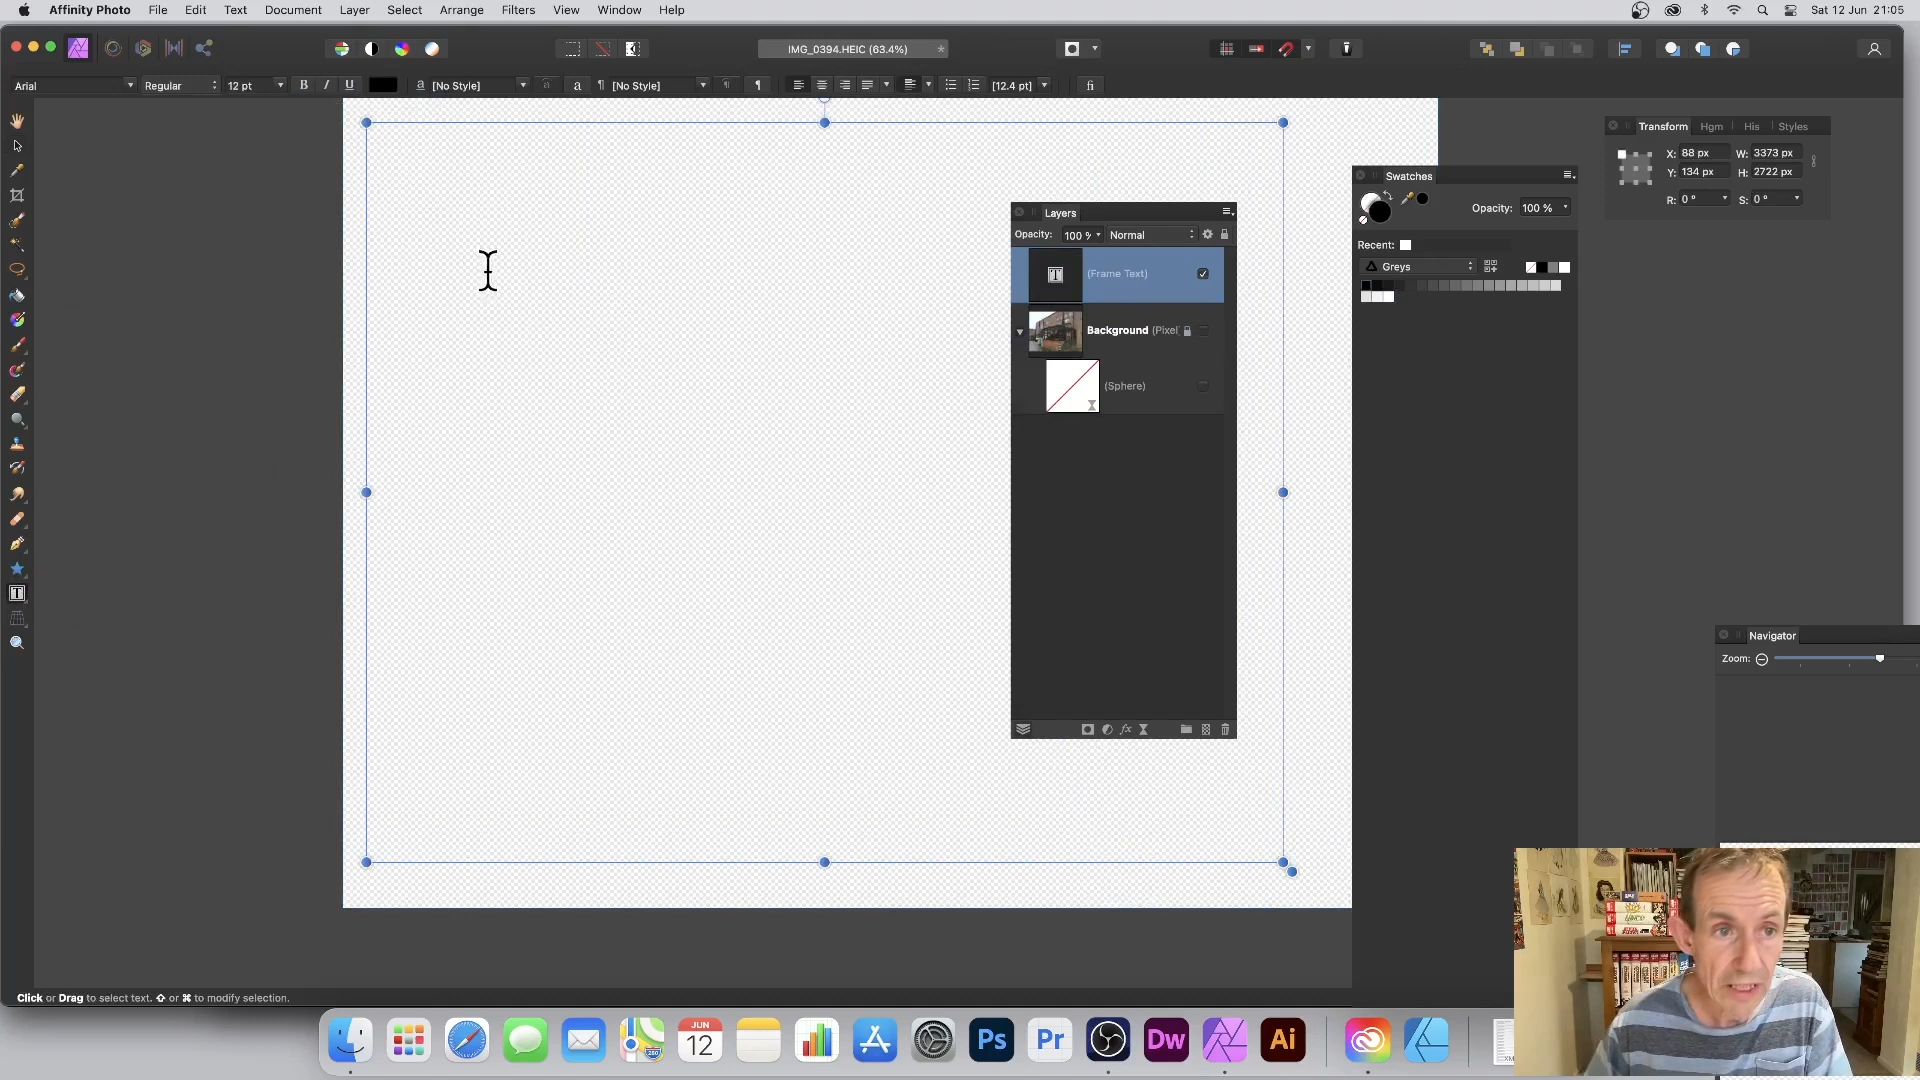 Affinity Photo File Edit Text Document Layer Select Arrange Filters View Window Help Sat 12 Jun 21:05
IMG_0394.HEIC (63.4%) *
Arial Regular 12 pt B I U a [No Style] a a ¶ [No Style] ¶ ¶ [12.4 pt] fi
Transform Hgm His Styles
X: 88 px W: 3373 px
Y: 134 px H: 2722 px
R: 0 ° S: 0 °
Swatches
Opacity: 100 %
Recent:
Greys
Layers
Opacity: 100 % Normal
T (Frame Text)
Background (Pixel
(Sphere)
fx
Navigator
Zoom:
Click or Drag to select text. ⇧ or ⌘ to modify selection.
JUN
12
280
Ps Pr Dw Ai